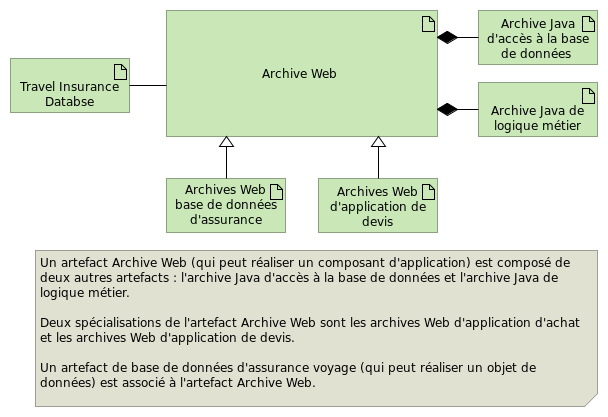 Archive Web
Archive Java
d'accès à la base
de données
Travel Insurance
Databse
Archive Java de
logique métier
Archives Web
base de données
d'assurance
Archives Web
d'application de
devis
Un artefact Archive Web (qui peut réaliser un composant d'application) est composé de
deux autres artefacts : l'archive Java d'accès à la base de données et l'archive Java de
logique métier.
Deux spécialisations de l'artefact Archive Web sont les archives Web d'application d'achat
et les archives Web d'application de devis.
Un artefact de base de données d'assurance voyage (qui peut réaliser un objet de
données) est associé à l'artefact Archive Web.